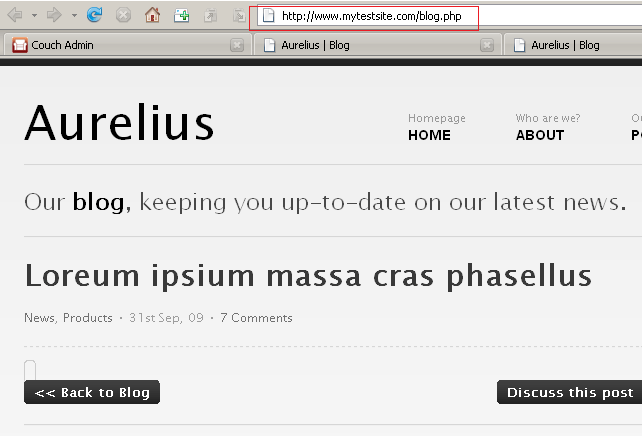 http://www.mytestsite.com/blog.php
Couch Admin
Aurelius | Blog
Aurelius | Blog
Aurelius
Homepage
HOME
Who are we?
ABOUT
Our blog, keeping you up-to-date on our latest news.
Loreum ipsium massa cras phasellus
News, Products • 31st Sep, 09 • 7 Comments
<< Back to Blog
Discuss this post